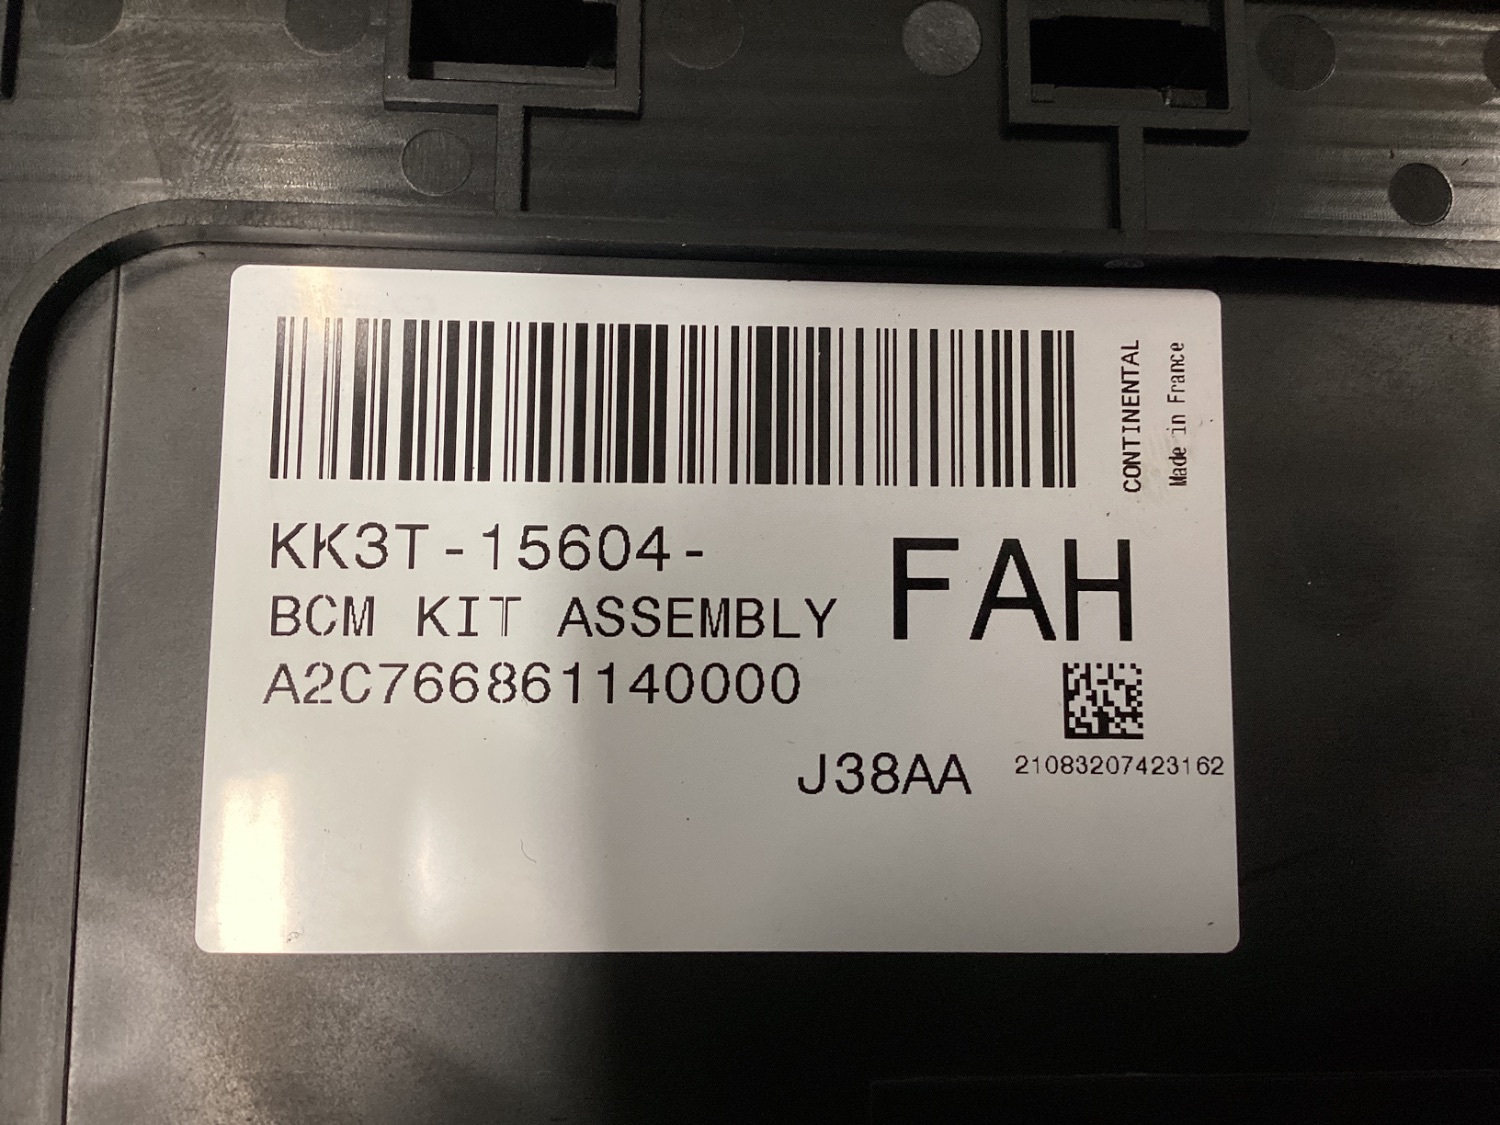 CONTINENTAL
Made in France
KK3T-15604-
FAH
BCM KIT ASSEMBLY
A2C766861140000
J38AA
21083207423162